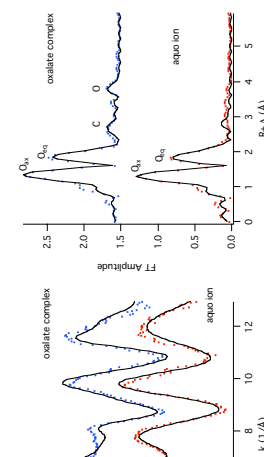 oxalate complex
aquo ion
O
C
Oax
Oeq
Oax
Oeq
2.5
2.0
1.5
1.0
0.5
0.0
FT Amplitude
0
1
2
3
4
5
R+Δ (Å)
oxalate complex
aquo ion
8
10
12
k (1/Å)